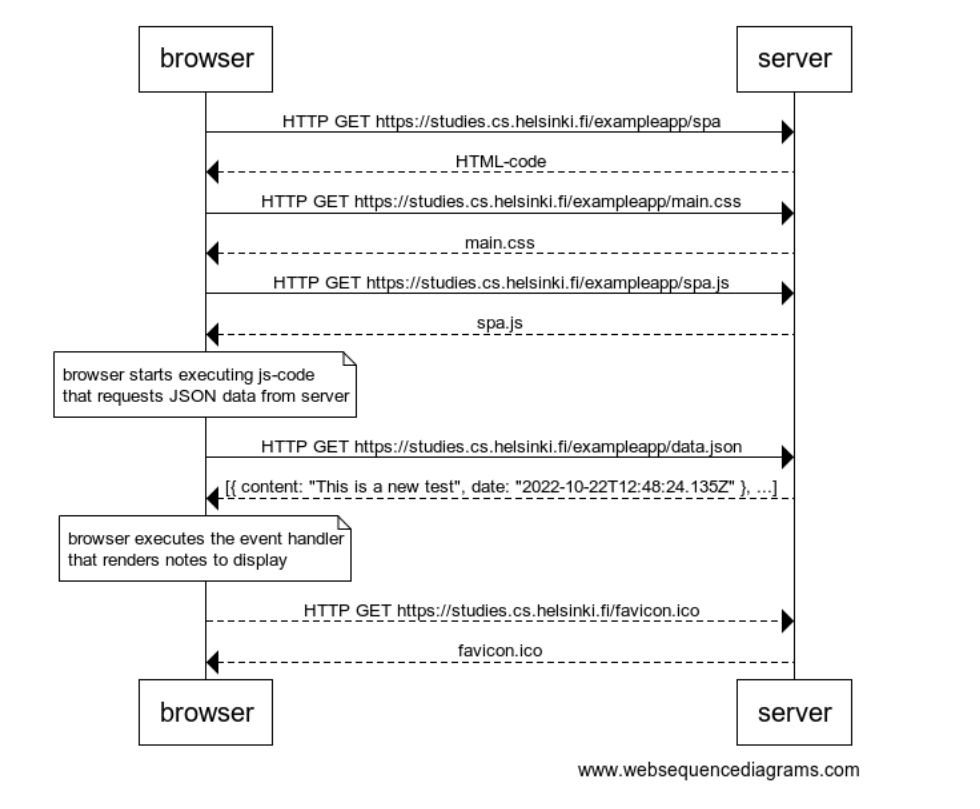 browser
server
HTTP GET https://studies.cs.helsinki.fi/exampleapp/spa
HTML-code
HTTP GET https://studies.cs.helsinki.fi/exampleapp/main.css
main.css
HTTP GET https://studies.cs.helsinki.fi/exampleapp/spa.js
spa.js
browser starts executing js-code
that requests JSON data from server
HTTP GET https://studies.cs.helsinki.fi/exampleapp/data.json
[{ content: "This is a new test", date: "2022-10-22T12:48:24.135Z" }, ...]
browser executes the event handler
that renders notes to display
HTTP GET https://studies.cs.helsinki.fi/favicon.ico
favicon.ico
browser
server
www.websequencediagrams.com